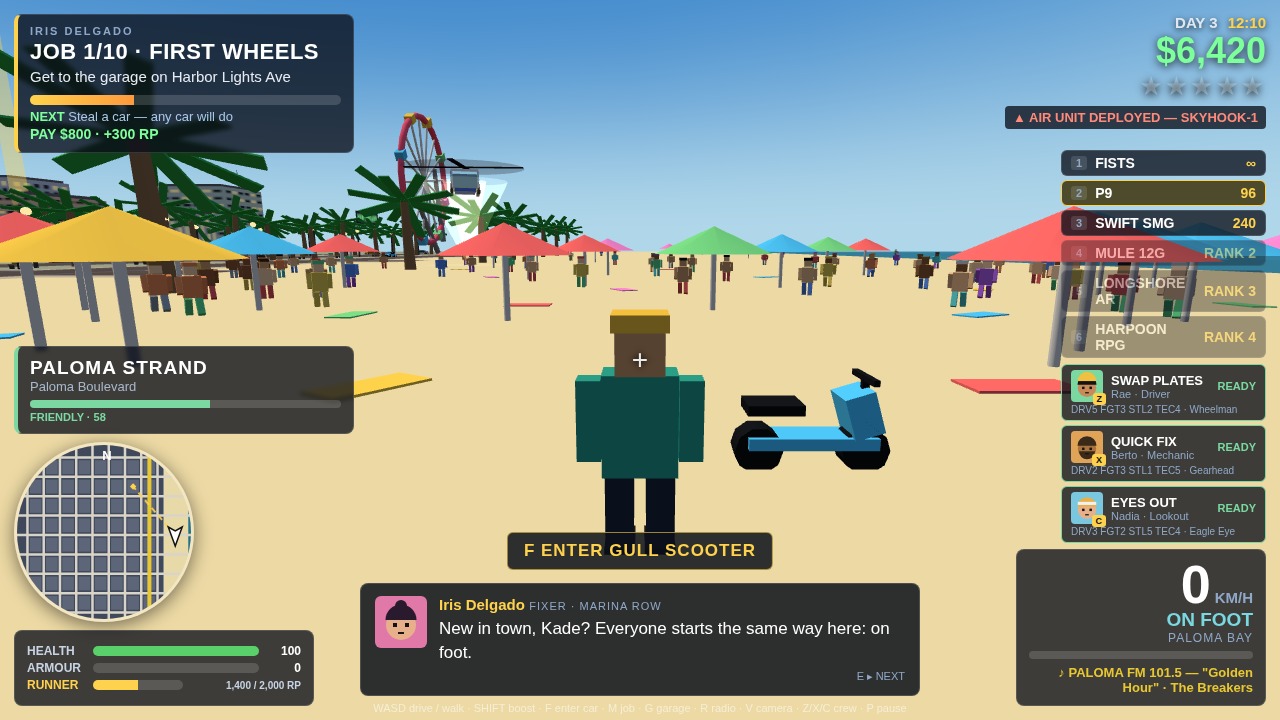 IRIS DELGADO
JOB 1/10 · FIRST WHEELS
Get to the garage on Harbor Lights Ave
NEXT Steal a car — any car will do
PAY $800 · +300 RP
DAY 3 12:10
$6,420
▲ AIR UNIT DEPLOYED — SKYHOOK-1
1 FISTS ∞
2 P9 96
3 SWIFT SMG 240
4 MULE 12G RANK 2
5 LONGSHORE AR RANK 3
6 HARPOON RPG RANK 4
PALOMA STRAND
Paloma Boulevard
FRIENDLY · 58
SWAP PLATES READY
Rae · Driver
Z
DRV5 FGT3 STL2 TEC4 · Wheelman
QUICK FIX READY
Berto · Mechanic
X
DRV2 FGT3 STL1 TEC5 · Gearhead
EYES OUT READY
Nadia · Lookout
C
DRV3 FGT2 STL5 TEC4 · Eagle Eye
N
F ENTER GULL SCOOTER
Iris Delgado FIXER · MARINA ROW
New in town, Kade? Everyone starts the same way here: on
foot.
E ▸ NEXT
HEALTH 100
ARMOUR 0
RUNNER 1,400 / 2,000 RP
0 KM/H
ON FOOT
PALOMA BAY
♪ PALOMA FM 101.5 — "Golden
Hour" · The Breakers
WASD drive / walk · SHIFT boost · F enter car · M job · G garage · R radio · V camera · Z/X/C crew · P pause